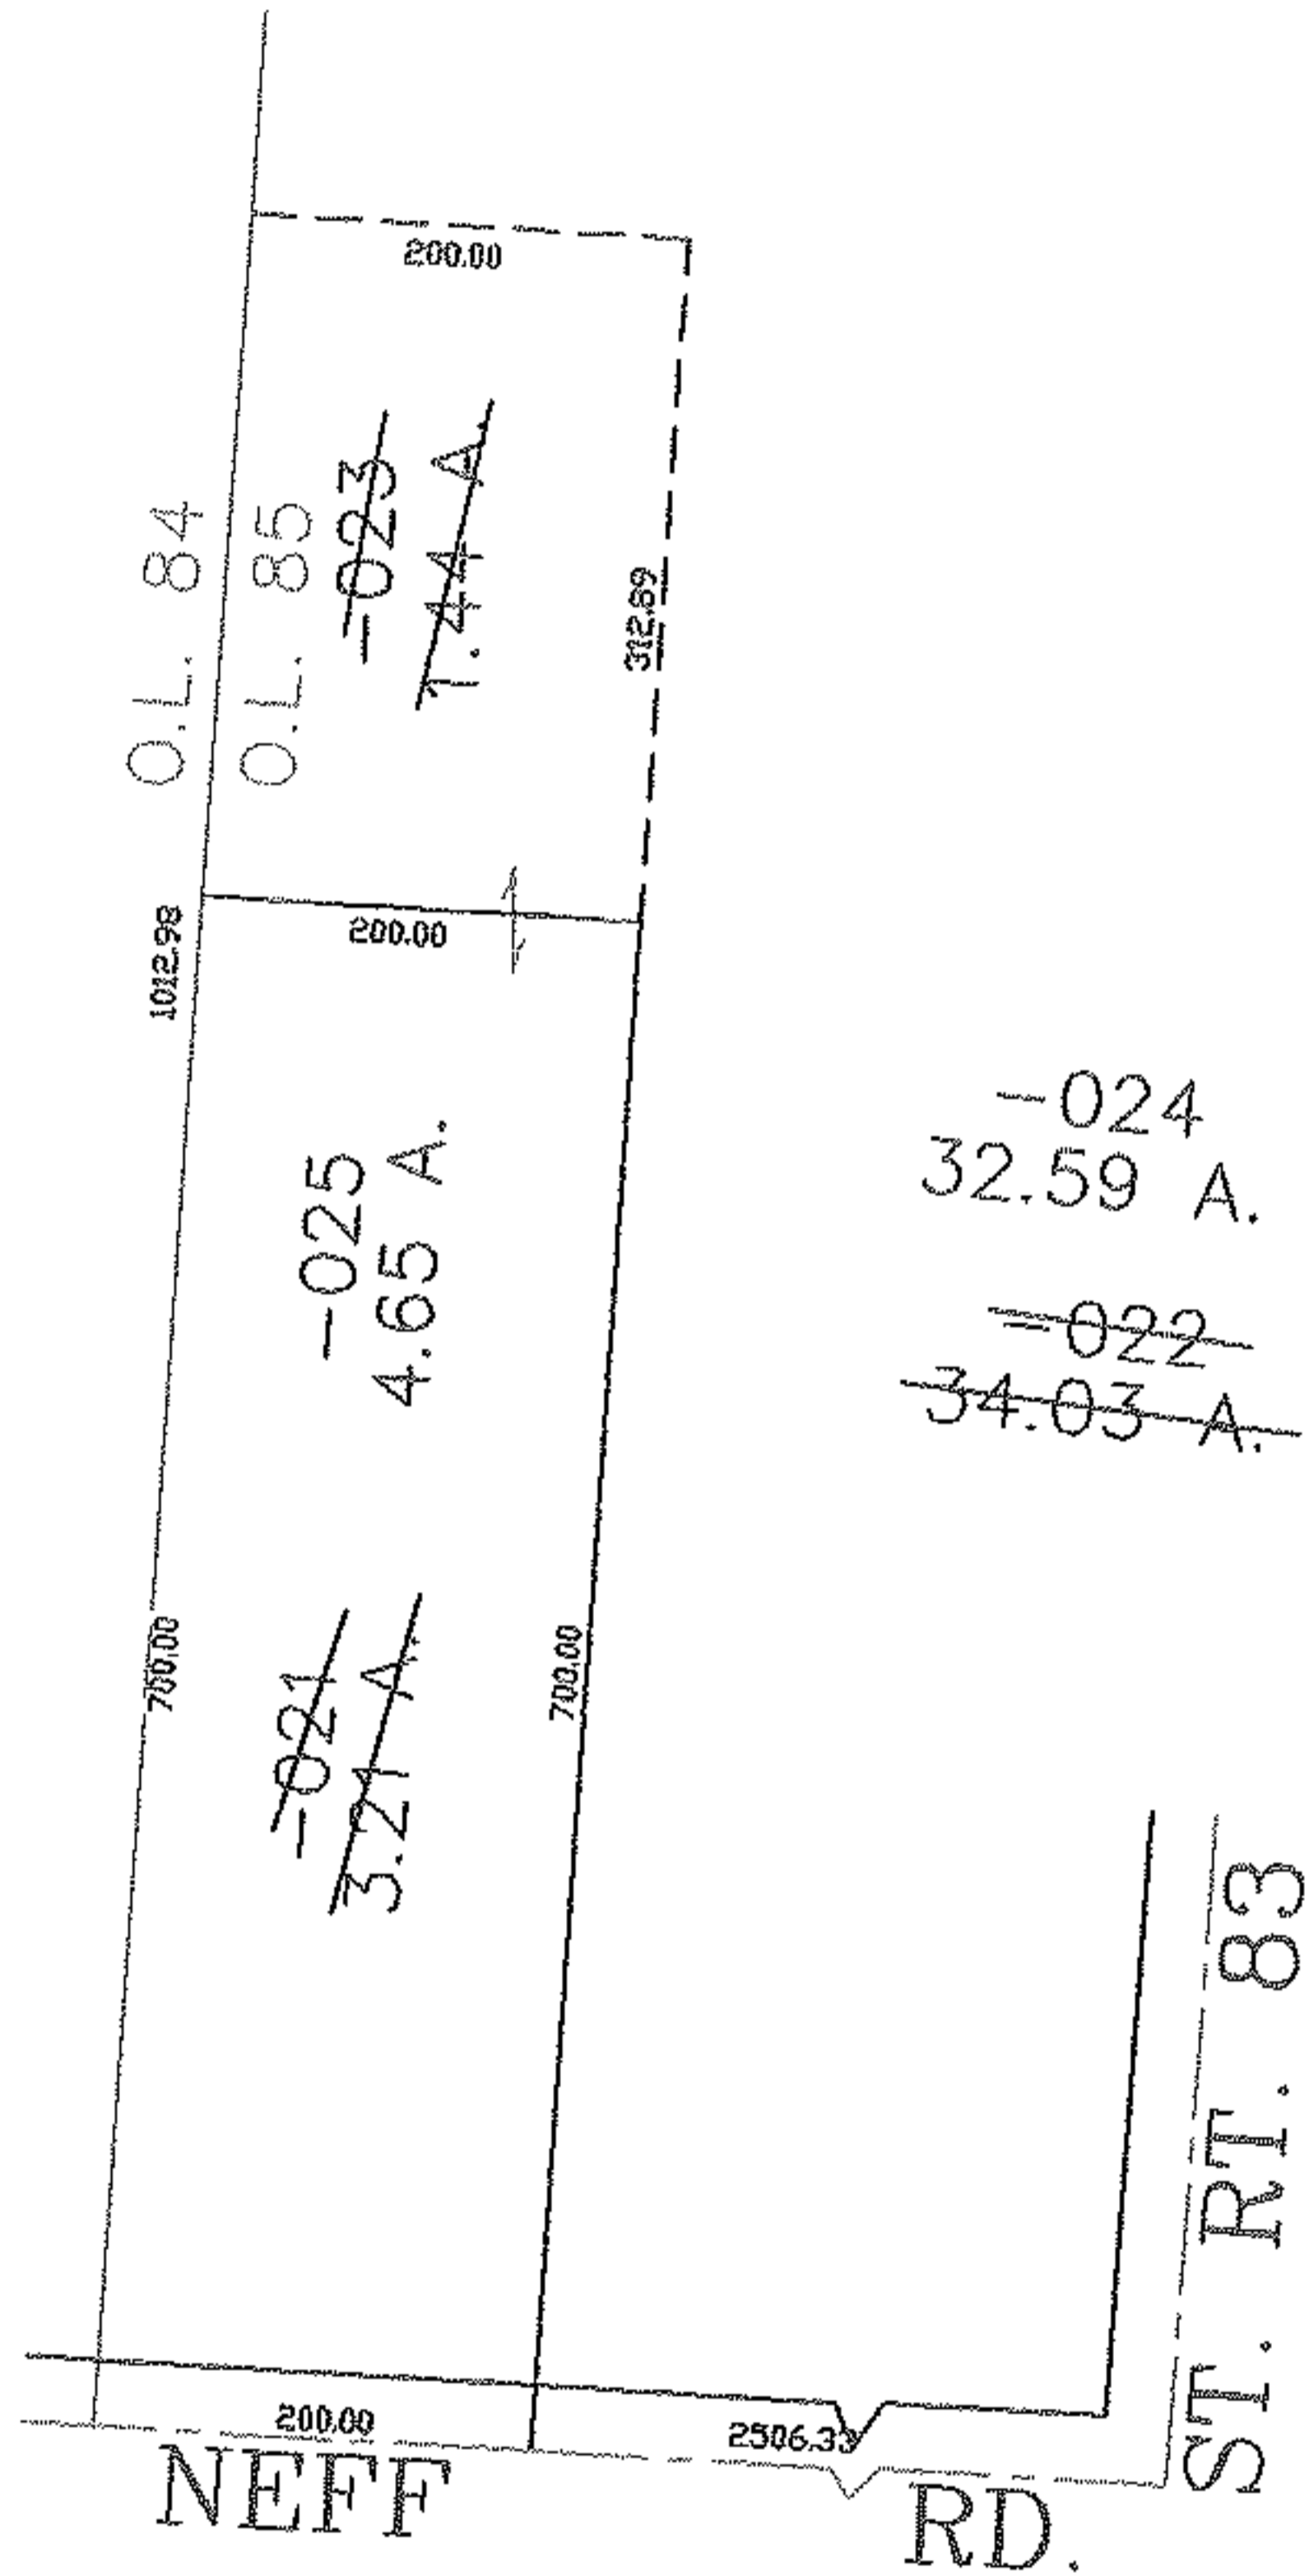 200.00
O.L. 84
O.L. 85
-023
1.44 A.
312.89
1012.98
200.00
-025
4.65 A.
-024
32.59 A.
-022
34.03 A.
700.00
-021
3.21 A.
700.00
ST. RT. 83
200.00
2506.33
NEFF RD.